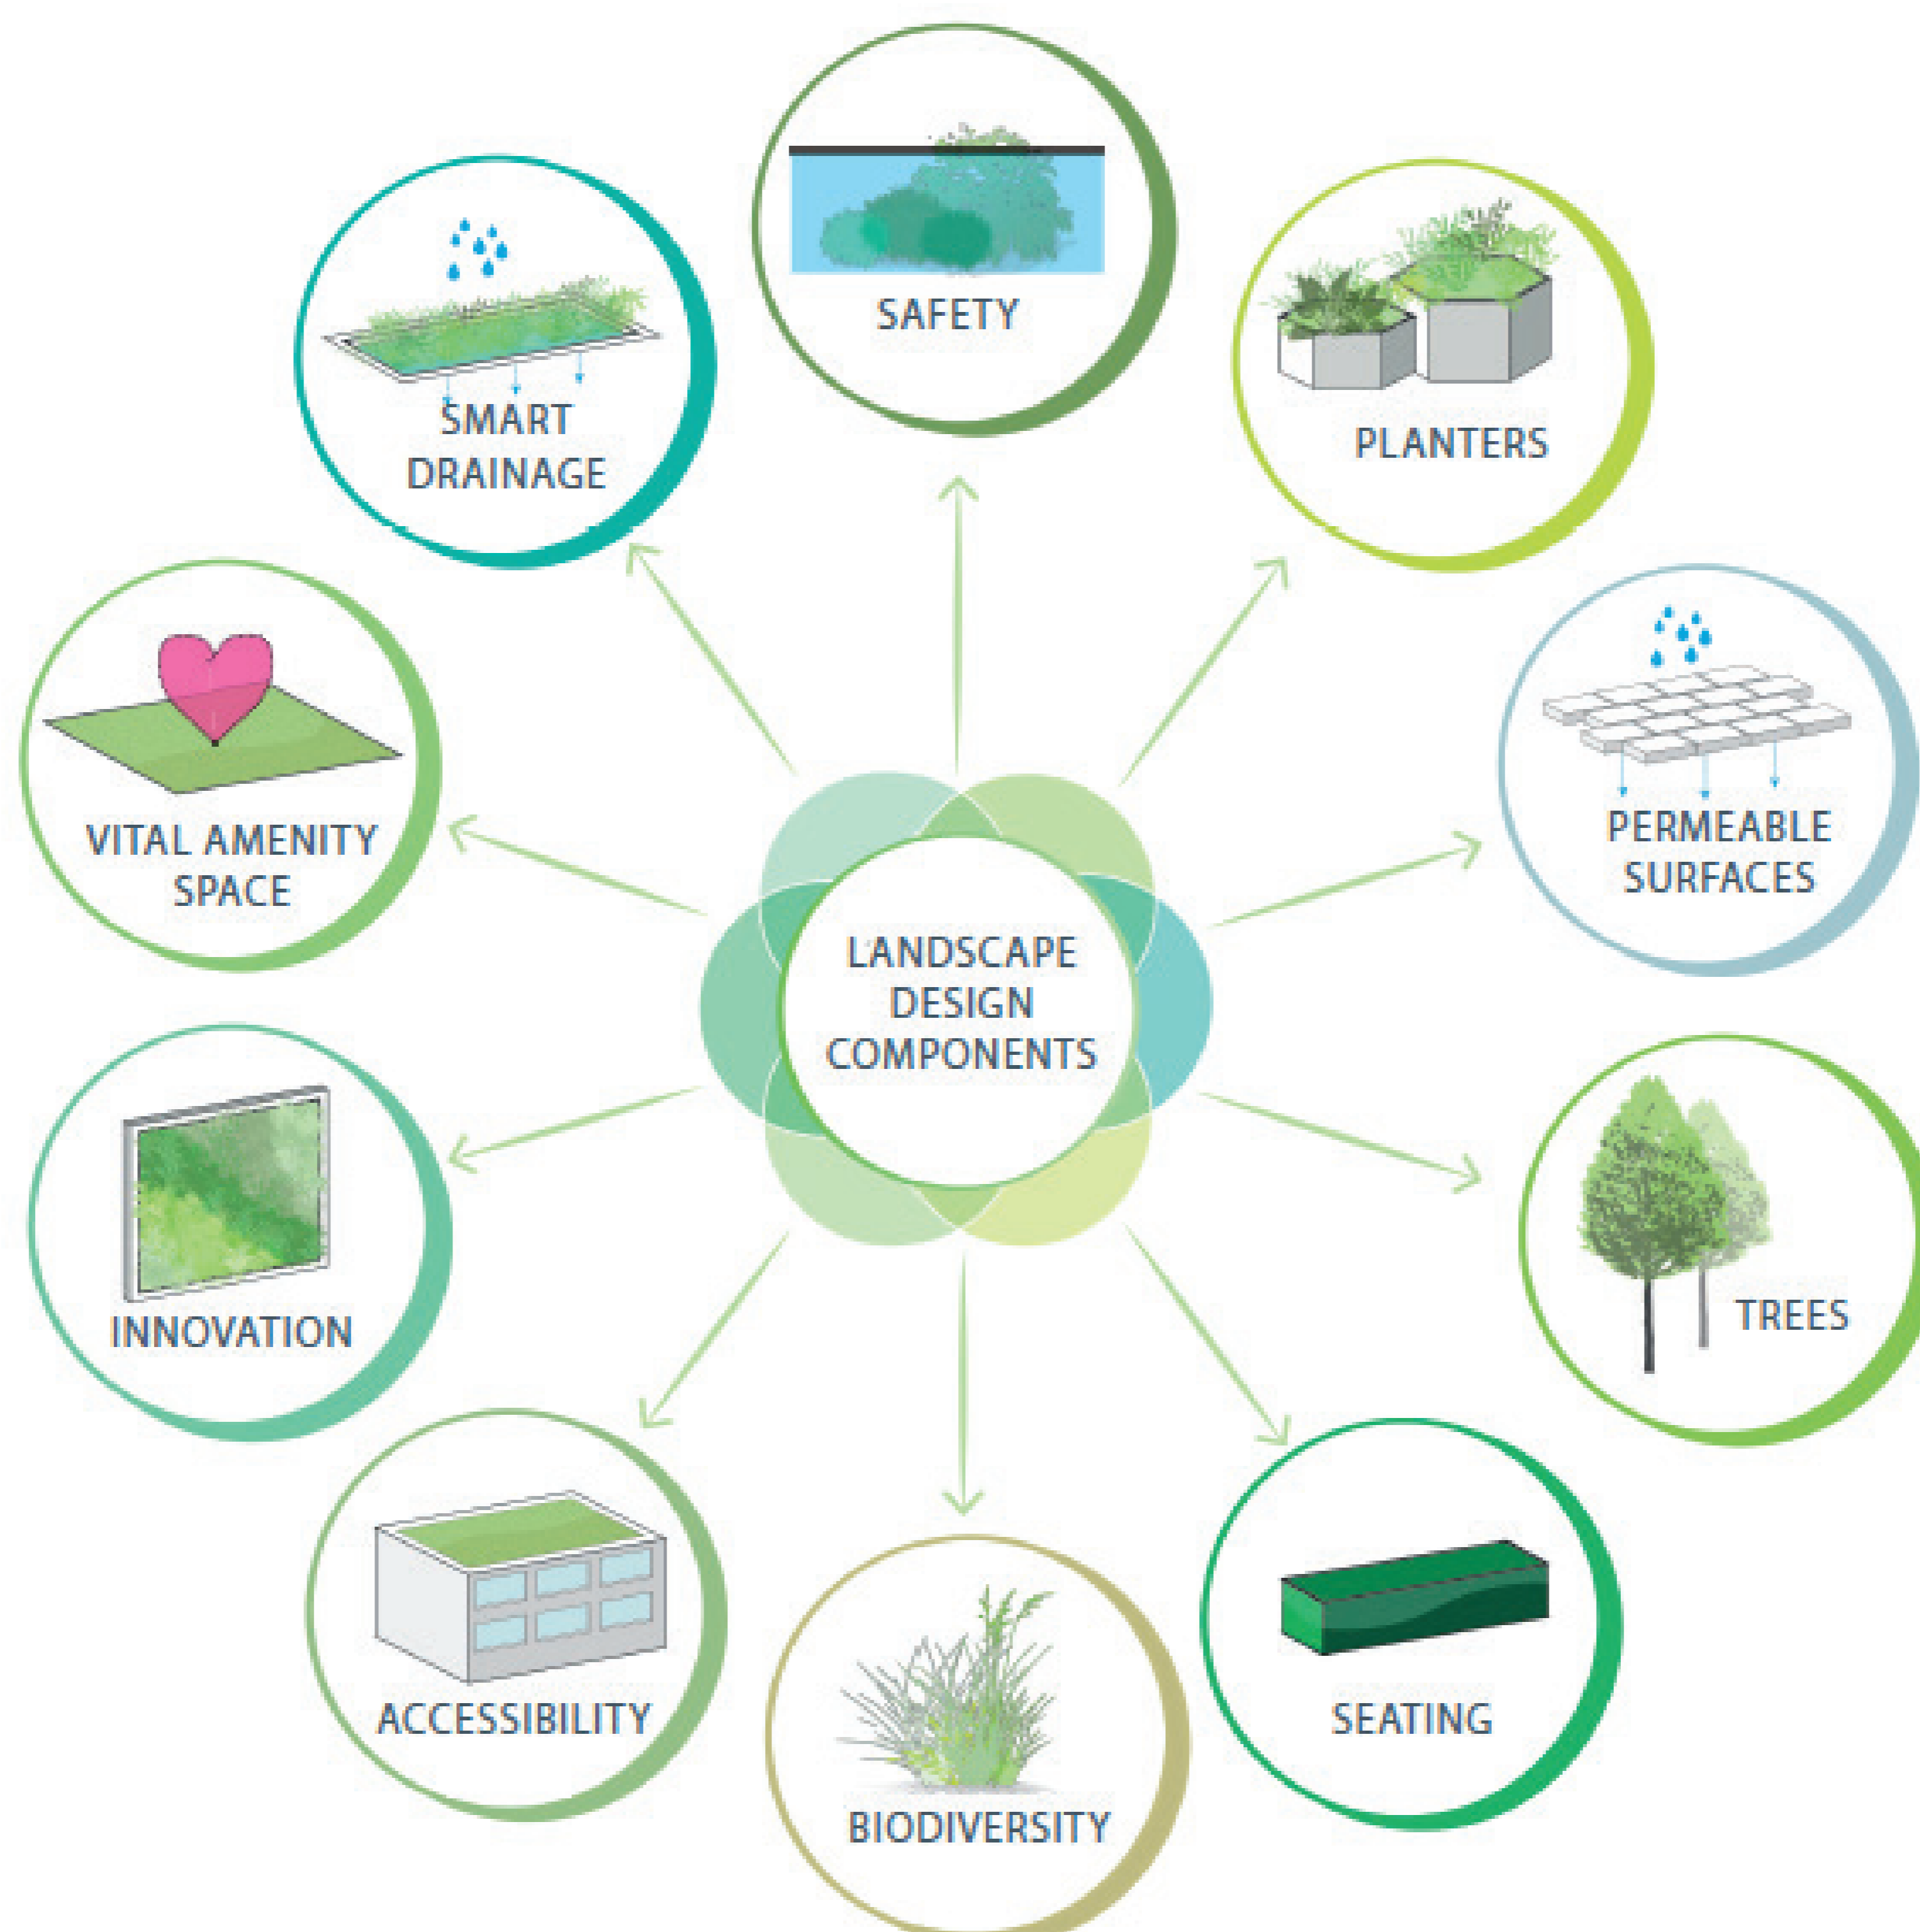 SAFETY
SMART
DRAINAGE
PLANTERS
VITAL AMENITY
SPACE
PERMEABLE
SURFACES
LANDSCAPE
DESIGN
COMPONENTS
INNOVATION
TREES
ACCESSIBILITY
SEATING
BIODIVERSITY